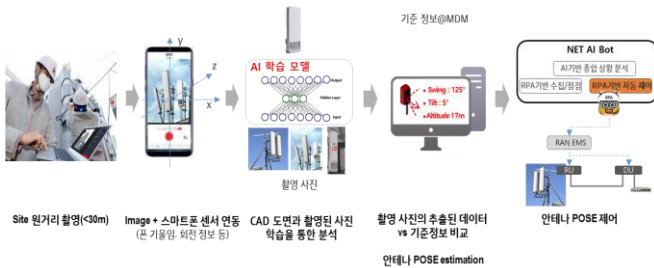 기준 정보@MDM
y
z
x
AI 학습 모델
Output
Hidden Layer
Input
촬영 사진
• Swing : 125°
• Tilt : 5°
• Altitude 17m
NET AI Bot
AI기반 종합 상황 분석
RPA기반 수집/점검
RPA기반 자동 제어
RPA
RAN EMS
RU
DU
Site 원거리 촬영(<30m)
Image + 스마트폰 센서 연동
(폰 기울임, 회전 정보 등)
CAD 도면과 촬영된 사진
학습을 통한 분석
촬영 사진의 추출된 데이터
vs 기준정보 비교
안테나 POSE estimation
안테나 POSE 제어